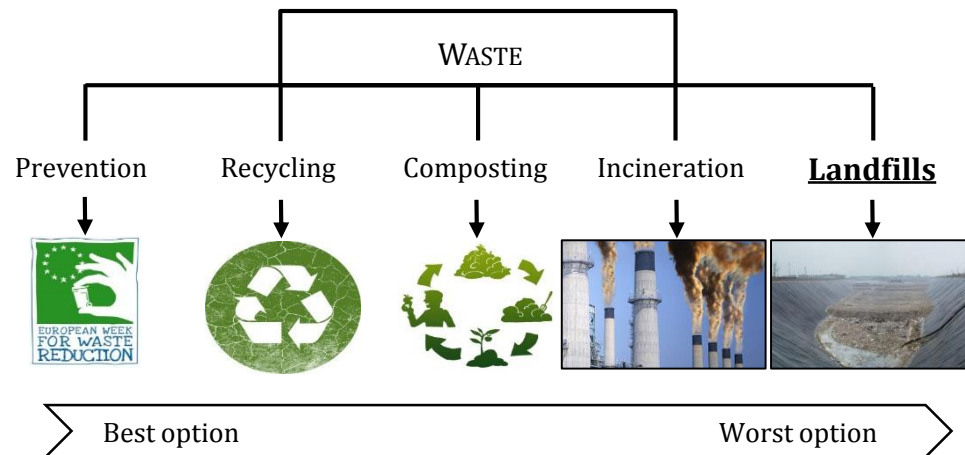 WASTE
Prevention
Recycling
Composting
Incineration
Landfills
EUROPEAN WEEK
FOR WASTE
REDUCTION
Best option
Worst option